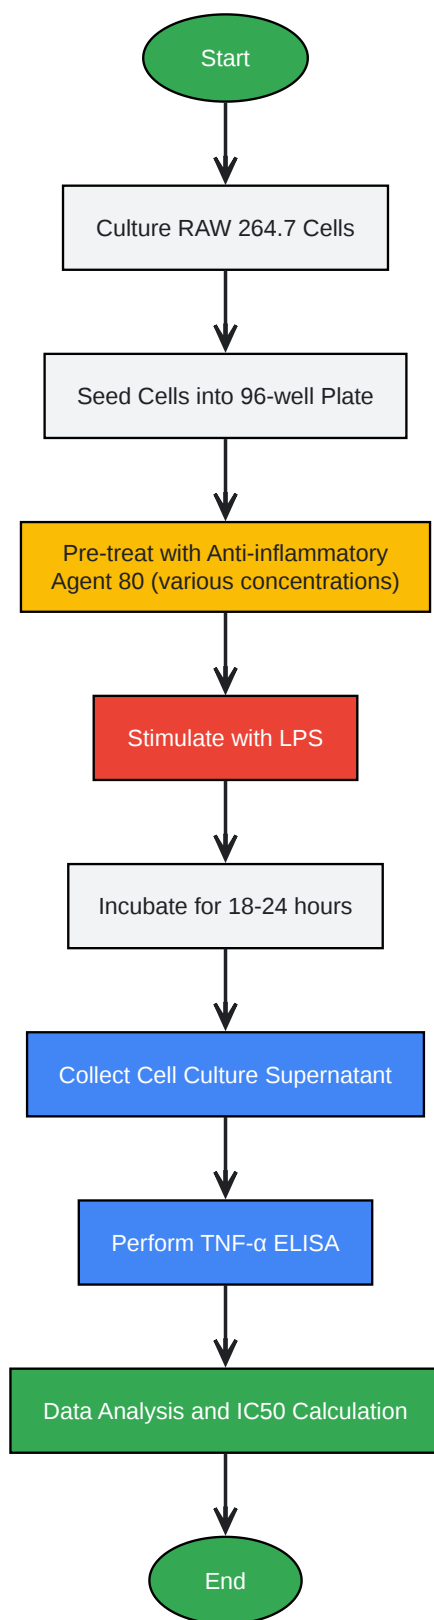 Start
Culture RAW 264.7 Cells
Seed Cells into 96-well Plate
Pre-treat with Anti-inflammatory
Agent 80 (various concentrations)
Stimulate with LPS
Incubate for 18-24 hours
Collect Cell Culture Supernatant
Perform TNF-α ELISA
Data Analysis and IC50 Calculation
End